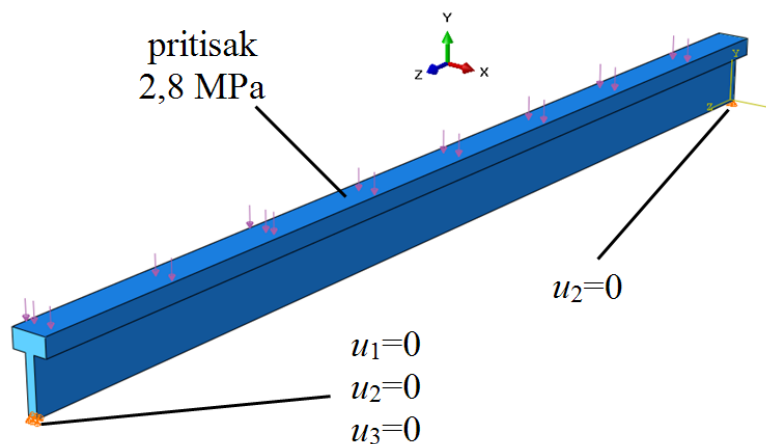 pritisak
2,8 MPa
Y
Z
X
Y
Z
u₂=0
u₁=0
u₂=0
u₃=0